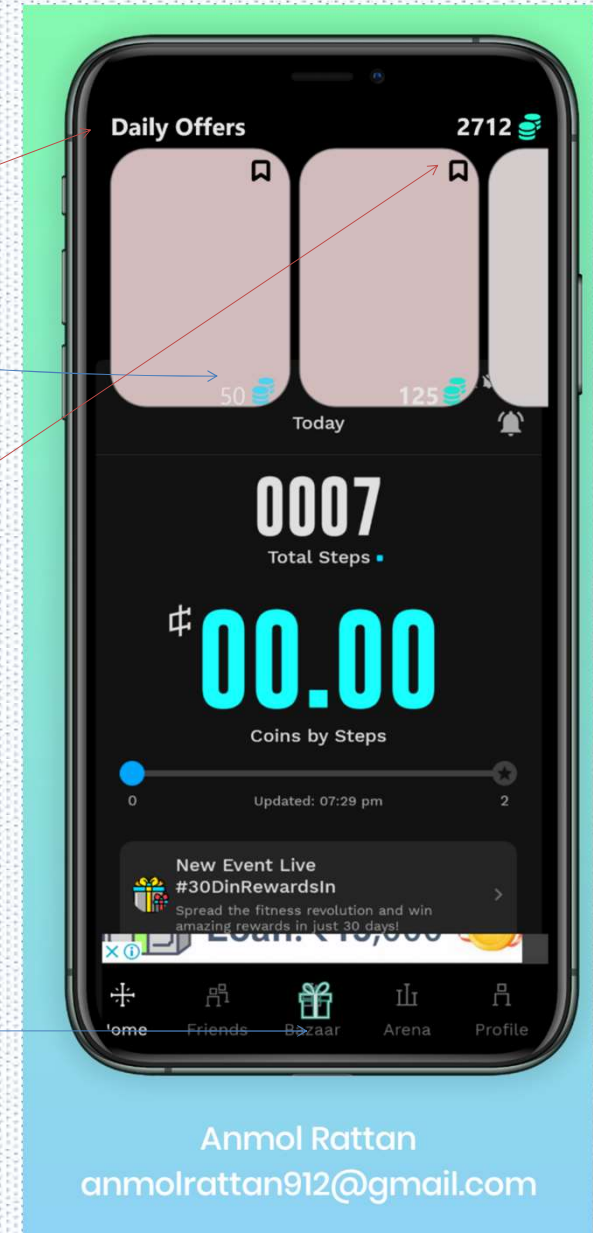 Daily Offers
2712
50
125
Today
0007
Total Steps
₵ 00.00
Coins by Steps
0
Updated: 07:29 pm
2
New Event Live
#30DinRewardsIn
Spread the fitness revolution and win
amazing rewards in just 30 days!
'ome
Friends
Bazaar
Arena
Profile
Anmol Rattan
anmolrattan912@gmail.com